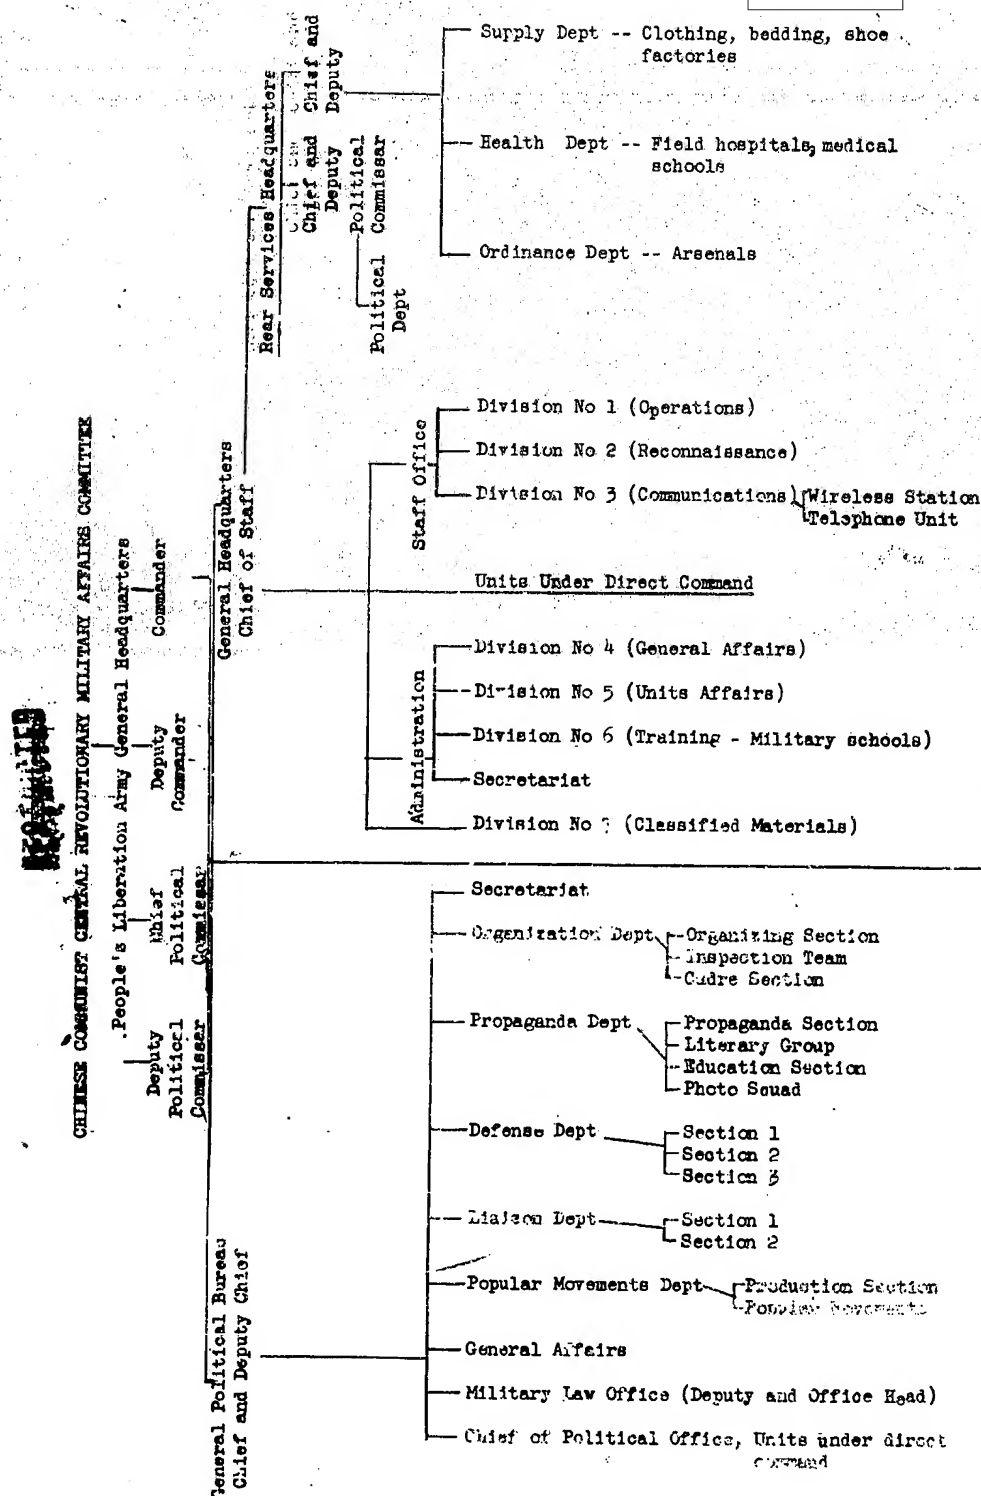 CHINESE COMMUNIST CENTRAL REVOLUTIONARY MILITARY AFFAIRS COMMITTEE
People's Liberation Army General Headquarters
Commander
Deputy
Commander
Chief
Political
Commissar
Deputy
Political
Commissar
General Headquarters
Chief of Staff
Rear Services Headquarters
Chief and
Deputy
Chief and
Deputy
Political
Commissar
Political
Dept
Supply Dept -- Clothing, bedding, shoe
factories
Health Dept -- Field hospitals, medical
schools
Ordinance Dept -- Arsenals
Staff Office
Division No 1 (Operations)
Division No 2 (Reconnaissance)
Division No 3 (Communications)
Wireless Station
Telephone Unit
Units Under Direct Command
Administration
Division No 4 (General Affairs)
Division No 5 (Units Affairs)
Division No 6 (Training - Military schools)
Secretariat
Division No 7 (Classified Materials)
General Political Bureau
Chief and Deputy Chief
Secretariat
Organization Dept
Organizing Section
Inspection Team
Cadre Section
Propaganda Dept
Propaganda Section
Literary Group
Education Section
Photo Squad
Defense Dept
Section 1
Section 2
Section 3
Liaison Dept
Section 1
Section 2
Popular Movements Dept
Production Section
Popular Movements
General Affairs
Military Law Office (Deputy and Office Head)
Chief of Political Office, Units under direct
command